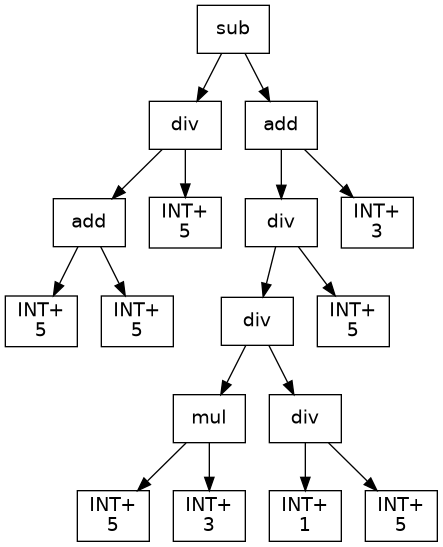 sub
div
add
add
INT+
5
div
INT+
3
INT+
5
INT+
5
div
INT+
5
mul
div
INT+
5
INT+
3
INT+
1
INT+
5